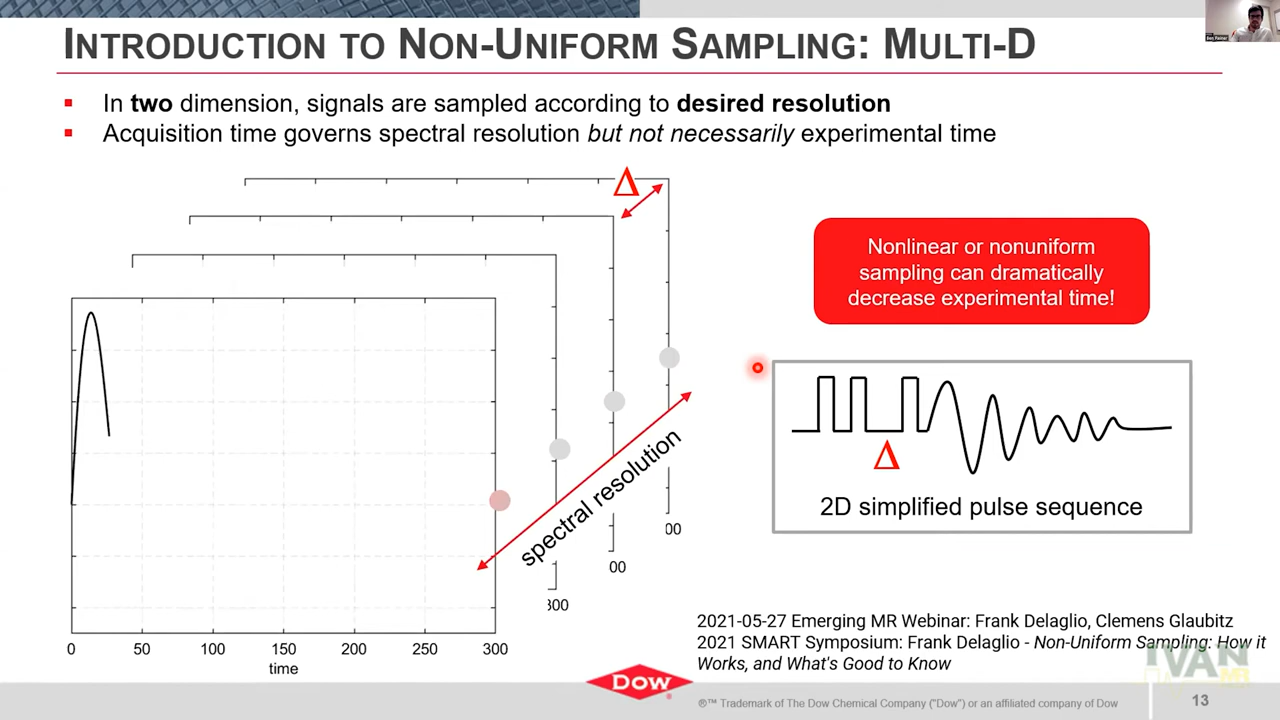 INTRODUCTION TO NON-UNIFORM SAMPLING: MULTI-D
In two dimension, signals are sampled according to desired resolution
Acquisition time governs spectral resolution but not necessarily experimental time
Δ
Nonlinear or nonuniform
sampling can dramatically
decrease experimental time!
spectral resolution
Δ
2D simplified pulse sequence
00
00
300
0 50 100 150 200 250 300
time
2021-05-27 Emerging MR Webinar: Frank Delaglio, Clemens Glaubitz
2021 SMART Symposium: Frank Delaglio - Non-Uniform Sampling: How it
Works, and What's Good to Know
IVAN
MR
Dow
®™ Trademark of The Dow Chemical Company ("Dow") or an affiliated company of Dow
13